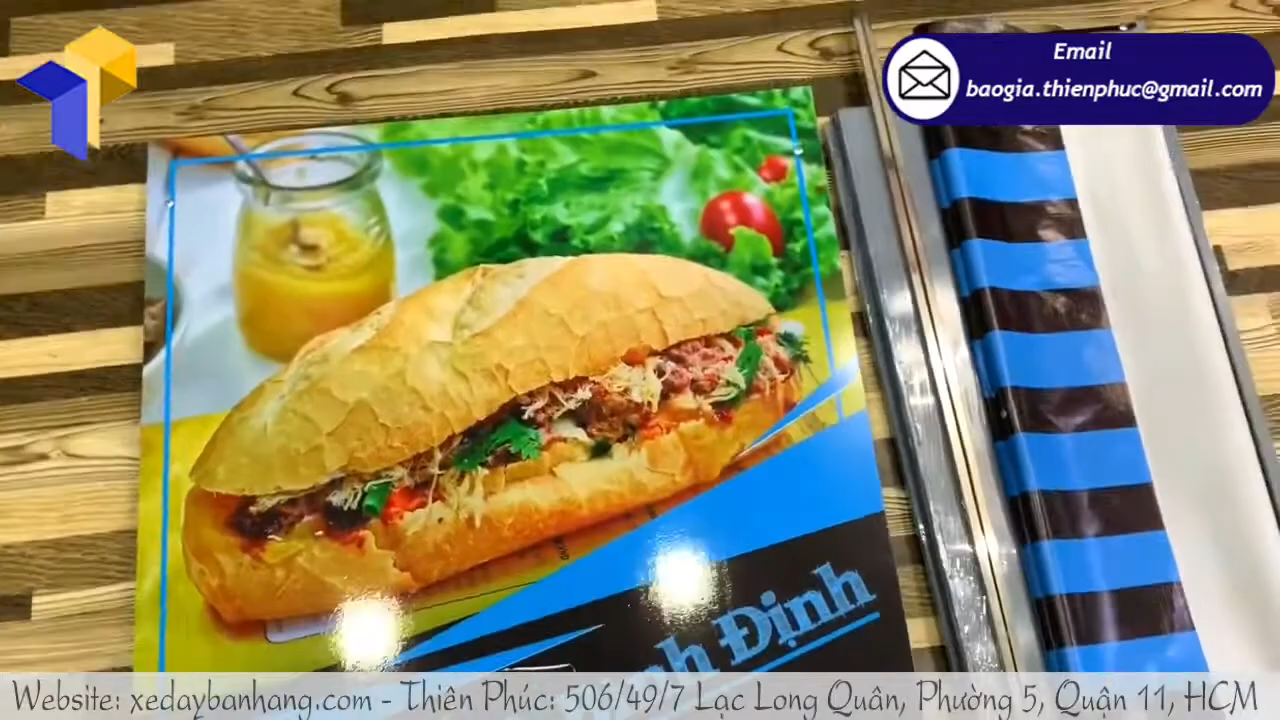 Email
baogia.thienphuc@gmail.com
Định
Website: xedaybanhang.com - Thiên Phúc: 506/49/7 Lạc Long Quân, Phường 5, Quận 11, HCM